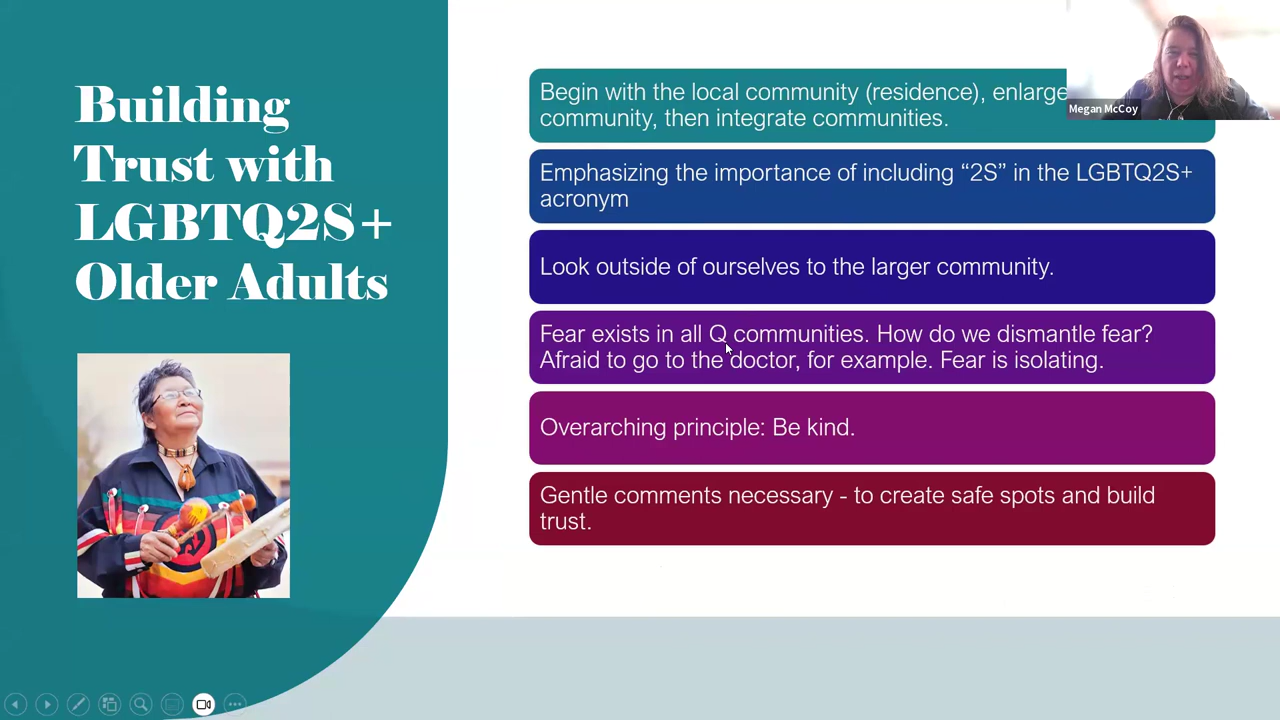 Building
Trust with
LGBTQ2S+
Older Adults
Begin with the local community (residence), enlarge
community, then integrate communities.
Emphasizing the importance of including “2S” in the LGBTQ2S+
acronym
Look outside of ourselves to the larger community.
Fear exists in all Q communities. How do we dismantle fear?
Afraid to go to the doctor, for example. Fear is isolating.
Overarching principle: Be kind.
Gentle comments necessary - to create safe spots and build
trust.
Megan McCoy